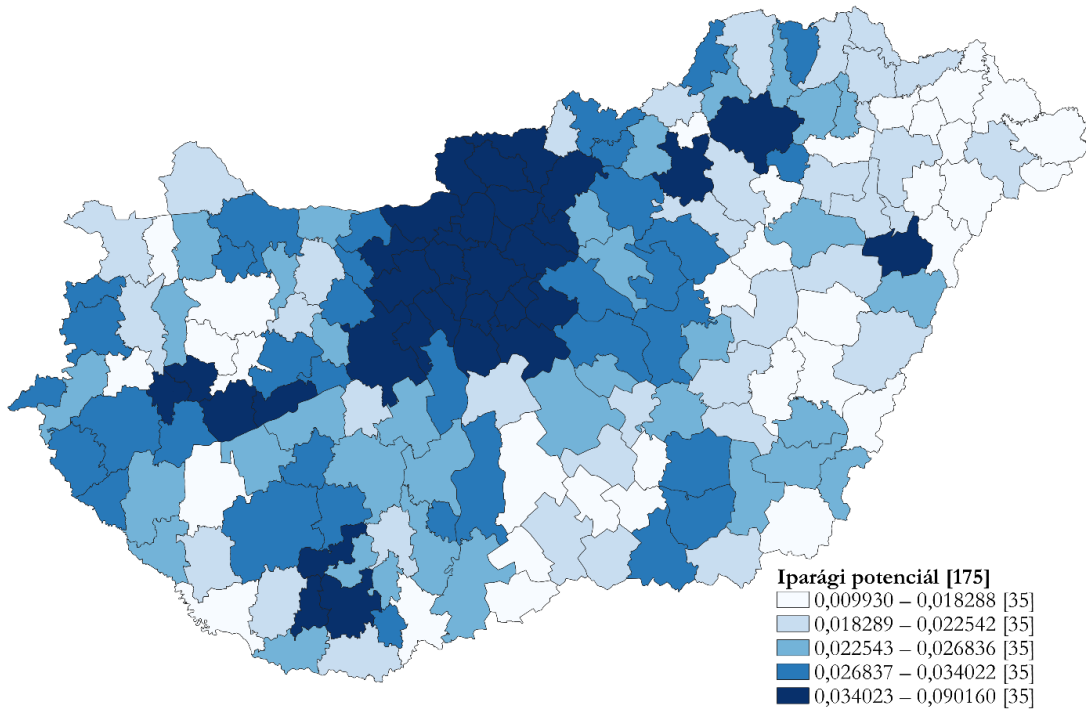 Iparági potenciál [175]
0,009930 – 0,018288 [35]
0,018289 – 0,022542 [35]
0,022543 – 0,026836 [35]
0,026837 – 0,034022 [35]
0,034023 – 0,090160 [35]